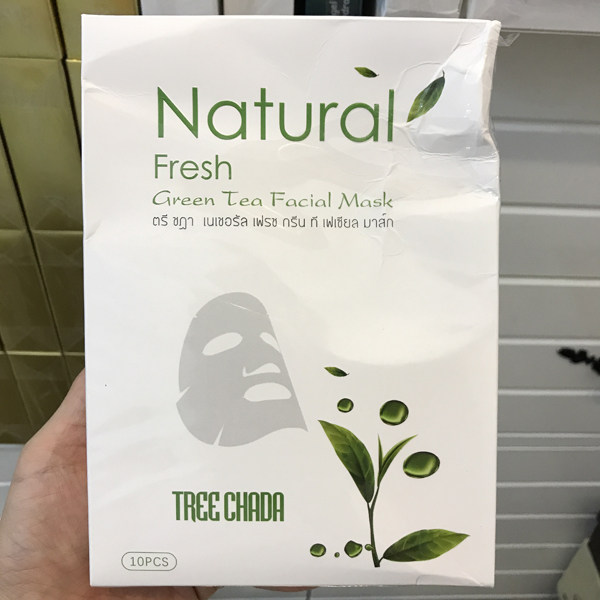 Natural
Fresh
Green Tea Facial Mask
ตรี ชฎา เนเชอรัล เฟรช กรีน ที เฟเชียล มาส์ก
TREE CHADA
10PCS